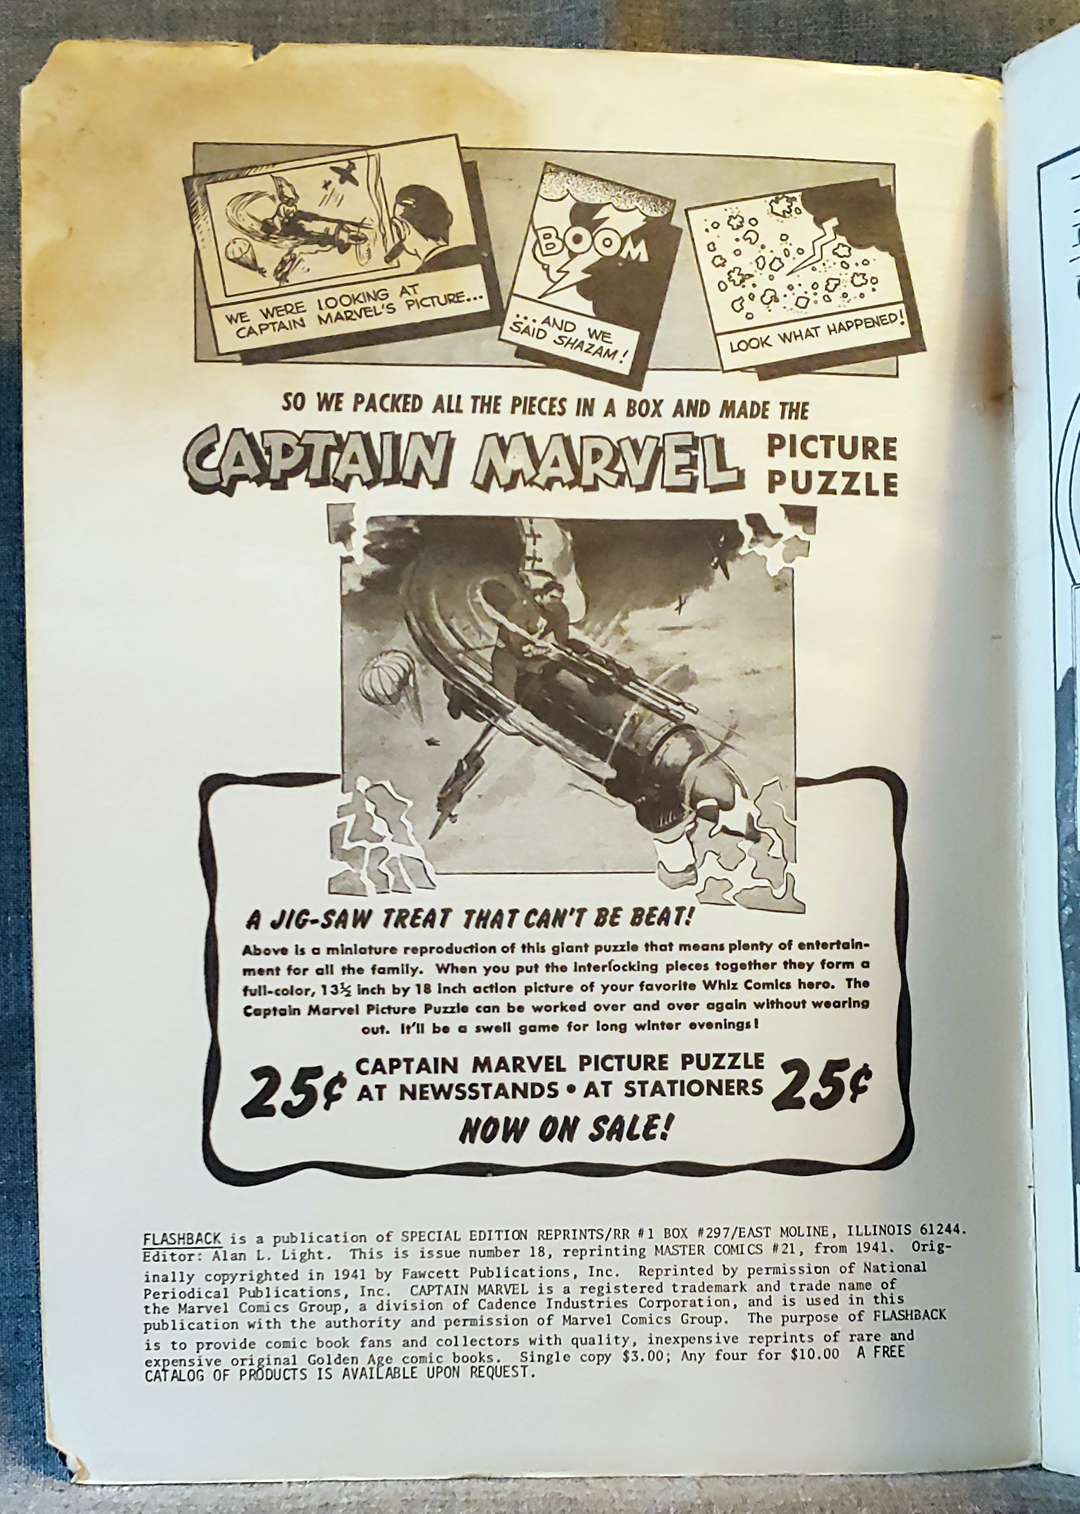 WE WERE LOOKING AT
CAPTAIN MARVEL'S PICTURE...
BOOM
...AND WE
SAID SHAZAM!
LOOK WHAT HAPPENED!
SO WE PACKED ALL THE PIECES IN A BOX AND MADE THE
CAPTAIN MARVEL PICTURE
PUZZLE
A JIG-SAW TREAT THAT CAN'T BE BEAT!
Above is a miniature reproduction of this giant puzzle that means plenty of entertain-
ment for all the family. When you put the interlocking pieces together they form a
full-color, 13½ inch by 18 inch action picture of your favorite Whiz Comics hero. The
Captain Marvel Picture Puzzle can be worked over and over again without wearing
out. It'll be a swell game for long winter evenings!
25¢ CAPTAIN MARVEL PICTURE PUZZLE 25¢
AT NEWSSTANDS • AT STATIONERS
NOW ON SALE!
FLASHBACK is a publication of SPECIAL EDITION REPRINTS/RR #1 BOX #297/EAST MOLINE, ILLINOIS 61244.
Editor: Alan L. Light. This is issue number 18, reprinting MASTER COMICS #21, from 1941. Orig-
inally copyrighted in 1941 by Fawcett Publications, Inc. Reprinted by permission of National
Periodical Publications, Inc. CAPTAIN MARVEL is a registered trademark and trade name of
the Marvel Comics Group, a division of Cadence Industries Corporation, and is used in this
publication with the authority and permission of Marvel Comics Group. The purpose of FLASHBACK
is to provide comic book fans and collectors with quality, inexpensive reprints of rare and
expensive original Golden Age comic books. Single copy $3.00; Any four for $10.00 A FREE
CATALOG OF PRODUCTS IS AVAILABLE UPON REQUEST.